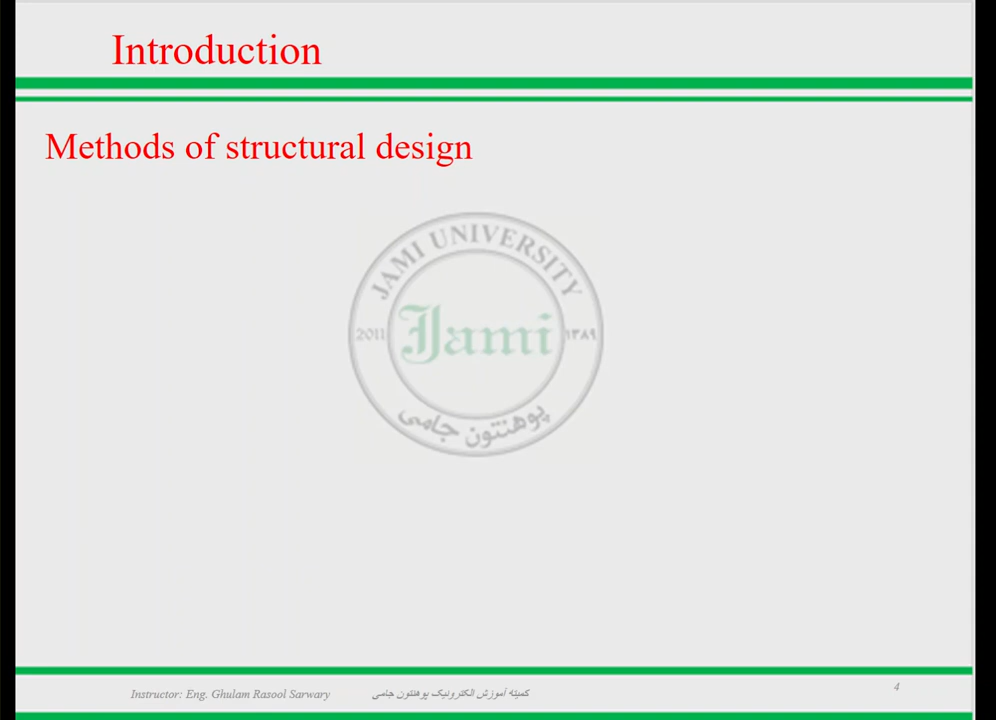 Introduction
Methods of structural design
JAMI UNIVERSITY
2011
Jami
١٣٨٩
پوهنتون جامی
Instructor: Eng. Ghulam Rasool Sarwary
کمیته آموزش الکترونیک پوهنتون جامی
4